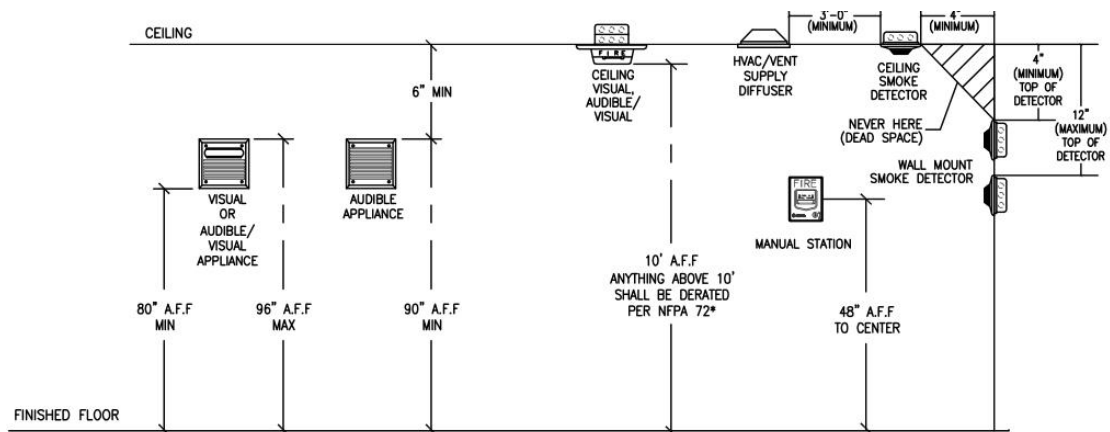 CEILING
6" MIN
VISUAL
OR
AUDIBLE/
VISUAL
APPLIANCE
AUDIBLE
APPLIANCE
80" A.F.F
MIN
96" A.F.F
MAX
90" A.F.F
MIN
FINISHED FLOOR
FIRE
CEILING
VISUAL,
AUDIBLE/
VISUAL
10' A.F.F
ANYTHING ABOVE 10'
SHALL BE DERATED
PER NFPA 72*
HVAC/VENT
SUPPLY
DIFFUSER
3'-0"
(MINIMUM)
4"
(MINIMUM)
CEILING
SMOKE
DETECTOR
NEVER HERE
(DEAD SPACE)
4"
(MINIMUM)
TOP OF
DETECTOR
12"
(MAXIMUM)
TOP OF
DETECTOR
WALL MOUNT
SMOKE DETECTOR
FIRE
MANUAL STATION
48" A.F.F
TO CENTER